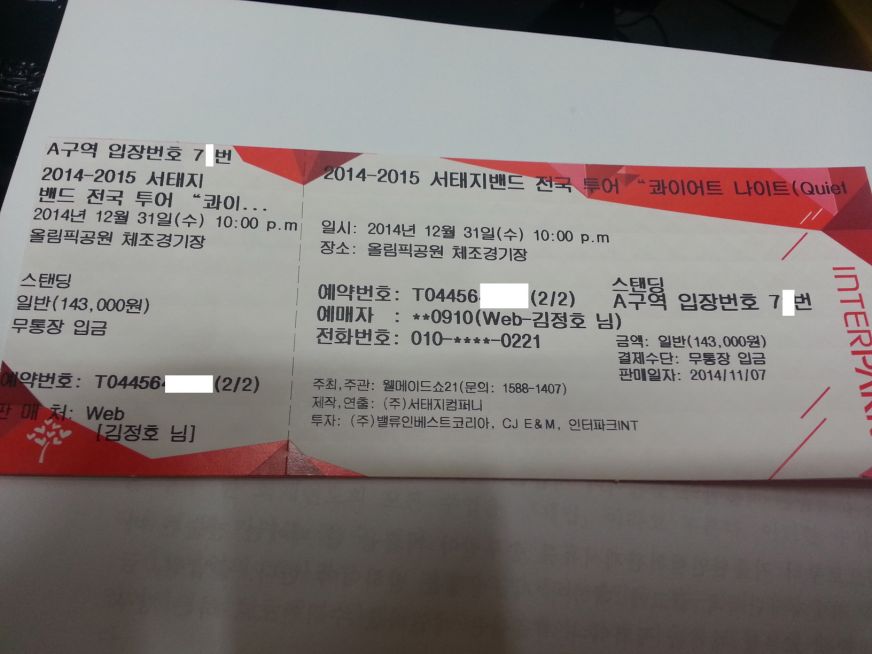 A구역 입장번호 7 번
2014-2015 서태지
밴드 전국 투어 “콰이...
2014년 12월 31일(수) 10:00 p.m
올림픽공원 체조경기장
스탠딩
일반(143,000원)
무통장 입금
예약번호: T04456 (2/2)
판 매 처: Web
[김정호 님]
2014-2015 서태지밴드 전국 투어 “콰이어트 나이트(Quiet
일시: 2014년 12월 31일(수) 10:00 p.m
장소: 올림픽공원 체조경기장
예약번호: T04456 (2/2)
예매자 : **0910(Web-김정호 님)
전화번호: 010-****-0221
스탠딩
A구역 입장번호 7 번
금액: 일반(143,000원)
결제수단: 무통장 입금
판매일자: 2014/11/07
주최,주관: 웰메이드쇼21(문의: 1588-1407)
제작,연출: (주)서태지컴퍼니
투자: (주)밸류인베스트코리아, CJ E&M, 인터파크INT
INTERPARK